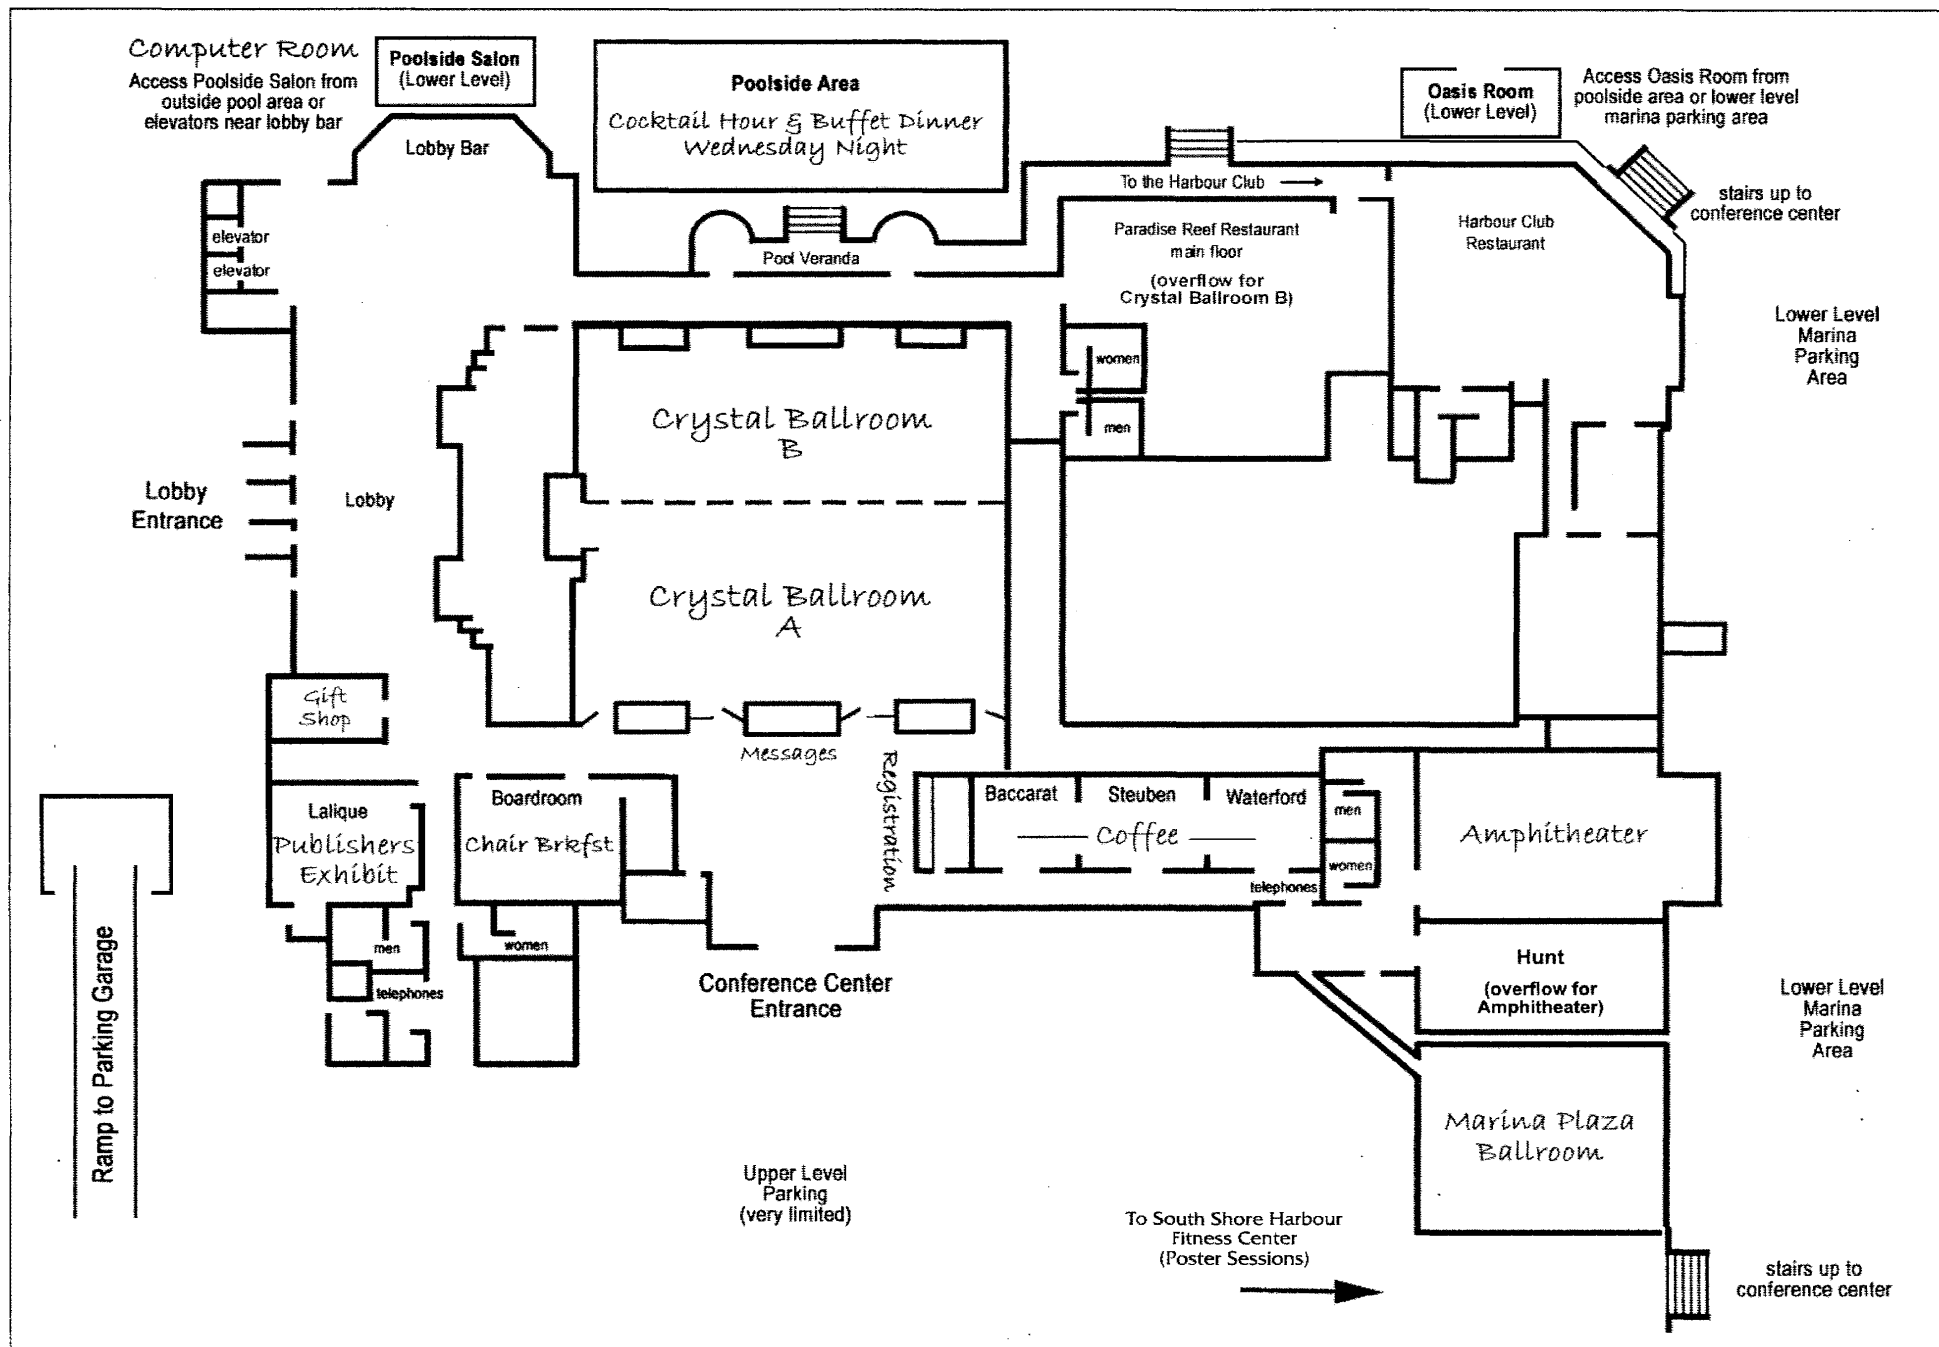 Computer Room
Access Poolside Salon from
outside pool area or
elevators near lobby bar
Poolside Salon
(Lower Level)
Poolside Area
Cocktail Hour & Buffet Dinner
Wednesday Night
Oasis Room
(Lower Level)
Access Oasis Room from
poolside area or lower level
marina parking area
Lobby Bar
To the Harbour Club
stairs up to
conference center
elevator
elevator
Pool Veranda
Paradise Reef Restaurant
main floor
(overflow for
Crystal Ballroom B)
Harbour Club
Restaurant
Lower Level
Marina
Parking
Area
women
men
Crystal Ballroom
B
Lobby
Entrance
Lobby
Crystal Ballroom
A
Gift
Shop
Messages
Registration
Lalique
Publishers
Exhibit
Boardroom
Chair Brkfst
Baccarat
Steuben
Waterford
Coffee
men
women
telephones
Amphitheater
men
telephones
women
Conference Center
Entrance
Hunt
(overflow for
Amphitheater)
Lower Level
Marina
Parking
Area
Ramp to Parking Garage
Marina Plaza
Ballroom
Upper Level
Parking
(very limited)
To South Shore Harbour
Fitness Center
(Poster Sessions)
stairs up to
conference center